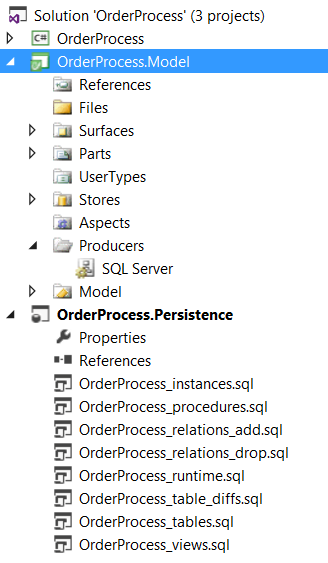 Solution 'OrderProcess' (3 projects)
C# OrderProcess
OrderProcess.Model
References
Files
Surfaces
Parts
UserTypes
Stores
Aspects
Producers
SQL Server
Model
OrderProcess.Persistence
Properties
References
OrderProcess_instances.sql
OrderProcess_procedures.sql
OrderProcess_relations_add.sql
OrderProcess_relations_drop.sql
OrderProcess_runtime.sql
OrderProcess_table_diffs.sql
OrderProcess_tables.sql
OrderProcess_views.sql